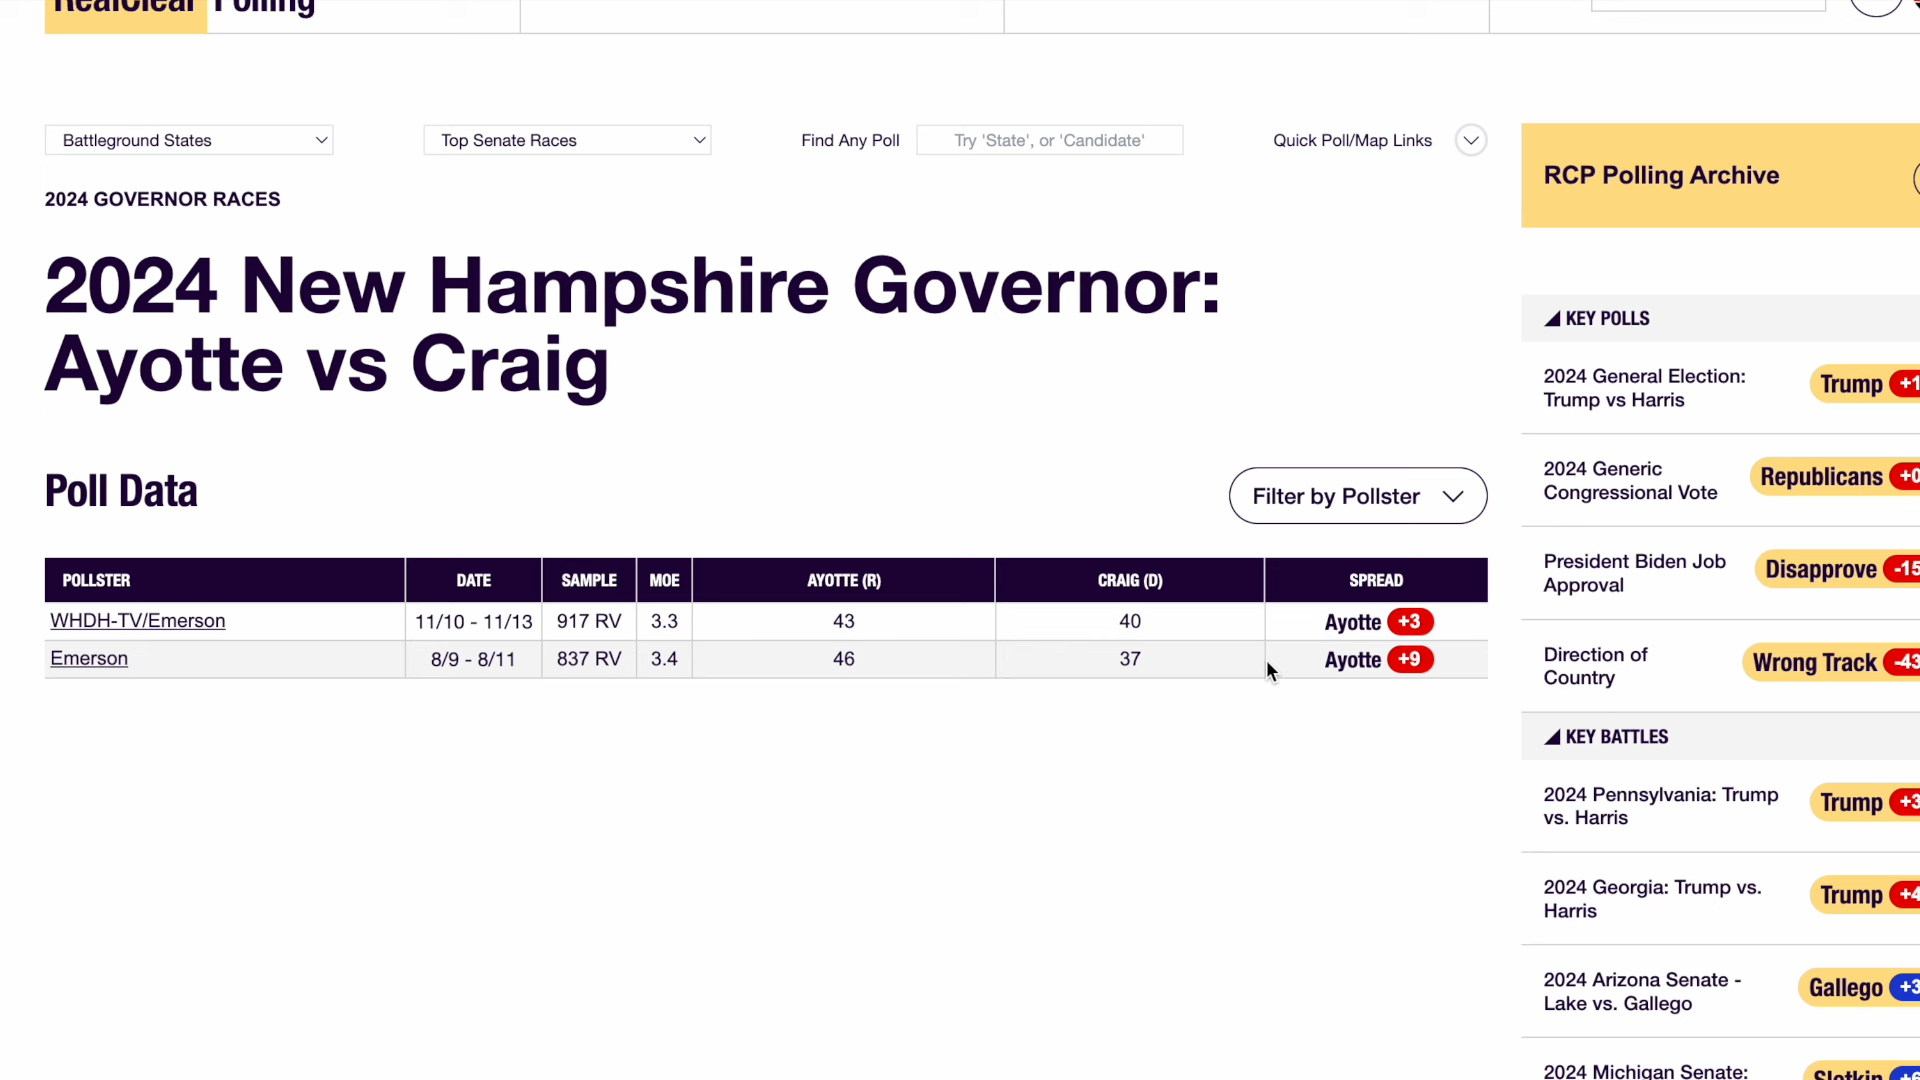 RealClear Polling
Battleground States
Top Senate Races
Find Any Poll
Try 'State', or 'Candidate'
Quick Poll/Map Links
RCP Polling Archive
2024 GOVERNOR RACES
2024 New Hampshire Governor:
Ayotte vs Craig
Poll Data
Filter by Pollster
POLLSTER DATE SAMPLE MOE AYOTTE (R) CRAIG (D) SPREAD
WHDH-TV/Emerson 11/10 - 11/13 917 RV 3.3 43 40 Ayotte +3
Emerson 8/9 - 8/11 837 RV 3.4 46 37 Ayotte +9
KEY POLLS
2024 General Election:
Trump vs Harris
Trump
2024 Generic
Congressional Vote
Republicans
President Biden Job
Approval
Disapprove
Direction of
Country
Wrong Track
KEY BATTLES
2024 Pennsylvania: Trump
vs. Harris
Trump
2024 Georgia: Trump vs.
Harris
Trump
2024 Arizona Senate -
Lake vs. Gallego
Gallego
2024 Michigan Senate:
Slotkin